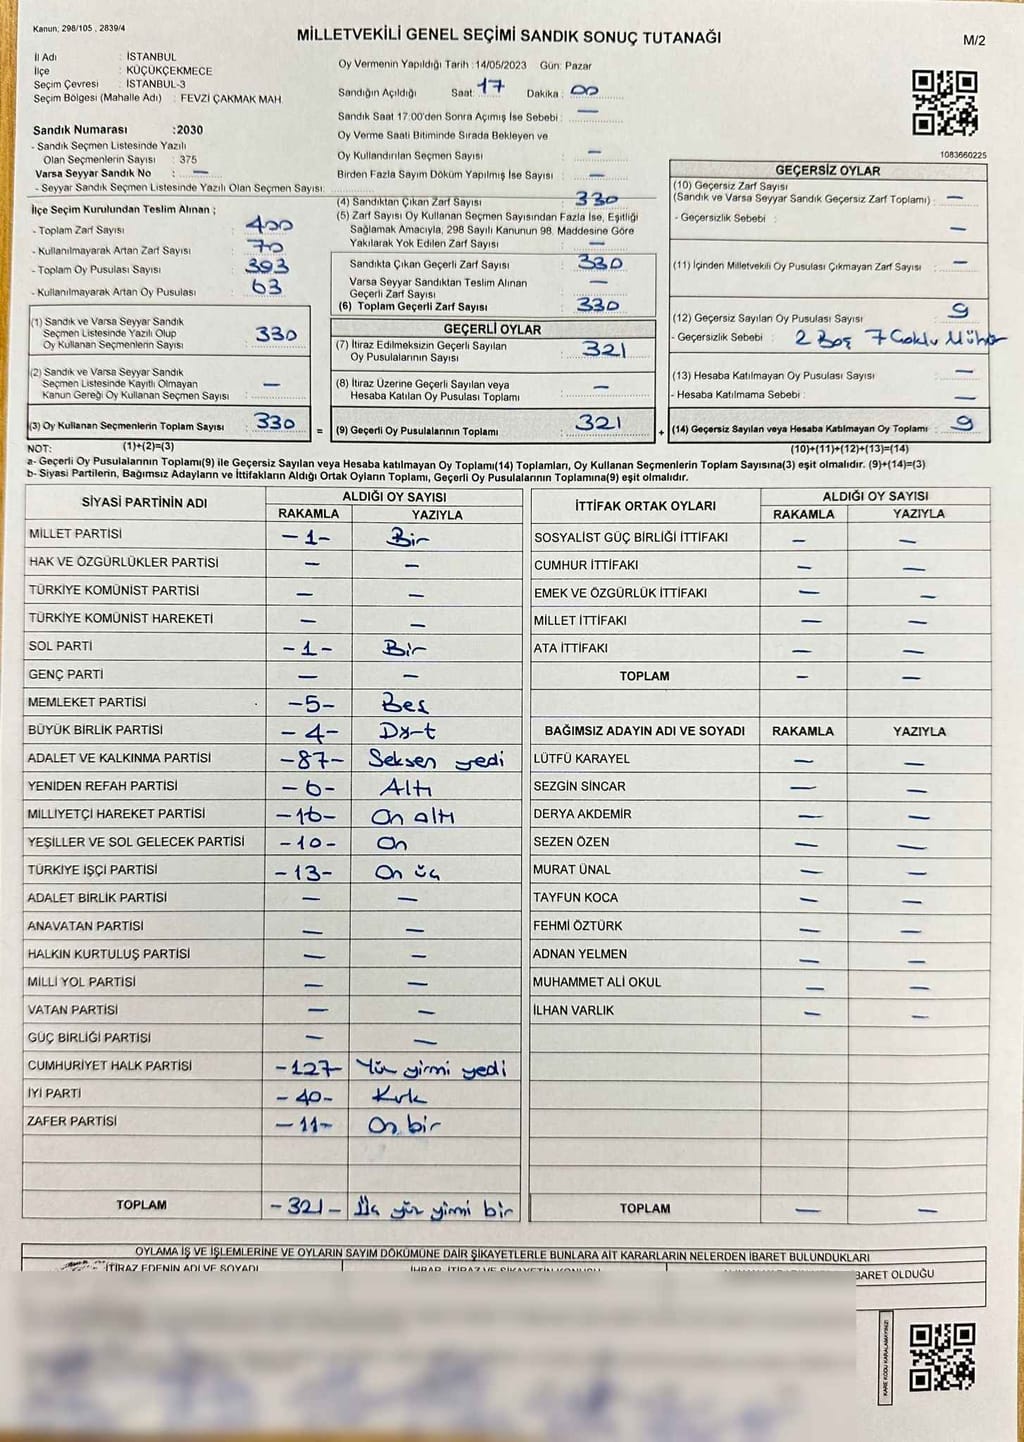 Kanun, 298/105 , 2839/4
MİLLETVEKİLİ GENEL SEÇİMİ SANDIK SONUÇ TUTANAĞI
M/2
İl Adı : İSTANBUL
İlçe : KÜÇÜKÇEKMECE
Seçim Çevresi : İSTANBUL-3
Seçim Bölgesi (Mahalle Adı) : FEVZİ ÇAKMAK MAH.
Sandık Numarası :2030
- Sandık Seçmen Listesinde Yazılı
Olan Seçmenlerin Sayısı : 375
Varsa Seyyar Sandık No : —
- Seyyar Sandık Seçmen Listesinde Yazılı Olan Seçmen Sayısı:
Oy Vermenin Yapıldığı Tarih :14/05/2023 Gün: Pazar
Sandığın Açıldığı Saat: 17 Dakika : 00
Sandık Saat 17:00'den Sonra Açımış İse Sebebi : —
Oy Verme Saati Bitiminde Sırada Bekleyen ve
Oy Kullandırılan Seçmen Sayısı : —
Birden Fazla Sayım Döküm Yapılmış İse Sayısı : —
1083660225
İlçe Seçim Kurulundan Teslim Alınan ;
- Toplam Zarf Sayısı : 400
- Kullanılmayarak Artan Zarf Sayısı : 70
- Toplam Oy Pusulası Sayısı : 393
- Kullanılmayarak Artan Oy Pusulası : 63
(1) Sandık ve Varsa Seyyar Sandık
Seçmen Listesinde Yazılı Olup
Oy Kullanan Seçmenlerin Sayısı : 330
(2) Sandık ve Varsa Seyyar Sandık
Seçmen Listesinde Kayıtlı Olmayan
Kanun Gereği Oy Kullanan Seçmen Sayısı : —
(3) Oy Kullanan Seçmenlerin Toplam Sayısı : 330
(4) Sandıktan Çıkan Zarf Sayısı : 330
(5) Zarf Sayısı Oy Kullanan Seçmen Sayısından Fazla İse, Eşitliği
Sağlamak Amacıyla, 298 Sayılı Kanunun 98. Maddesine Göre
Yakılarak Yok Edilen Zarf Sayısı : —
Sandıkta Çıkan Geçerli Zarf Sayısı : 330
Varsa Seyyar Sandıktan Teslim Alınan
Geçerli Zarf Sayısı : —
(6) Toplam Geçerli Zarf Sayısı : 330
GEÇERLİ OYLAR
(7) İtiraz Edilmeksizin Geçerli Sayılan
Oy Pusulalarının Sayısı : 321
(8) İtiraz Üzerine Geçerli Sayılan veya
Hesaba Katılan Oy Pusulası Toplamı : —
= (9) Geçerli Oy Pusulalarının Toplamı : 321
GEÇERSİZ OYLAR
(10) Geçersiz Zarf Sayısı
(Sandık ve Varsa Seyyar Sandık Geçersiz Zarf Toplamı) : —
- Geçersizlik Sebebi : —
(11) İçinden Milletvekili Oy Pusulası Çıkmayan Zarf Sayısı : —
(12) Geçersiz Sayılan Oy Pusulası Sayısı : 9
- Geçersizlik Sebebi : 2 Boş 7 Çoklu Mühür
(13) Hesaba Katılmayan Oy Pusulası Sayısı : —
- Hesaba Katılmama Sebebi : —
+ (14) Geçersiz Sayılan veya Hesaba Katılmayan Oy Toplamı : 9
NOT: (1)+(2)=(3) (10)+(11)+(12)+(13)=(14)
a- Geçerli Oy Pusulalarının Toplamı(9) ile Geçersiz Sayılan veya Hesaba katılmayan Oy Toplamı(14) Toplamları, Oy Kullanan Seçmenlerin Toplam Sayısına(3) eşit olmalıdır. (9)+(14)=(3)
b- Siyasi Partilerin, Bağımsız Adayların ve İttifakların Aldığı Ortak Oyların Toplamı, Geçerli Oy Pusulalarının Toplamına(9) eşit olmalıdır.
SİYASİ PARTİNİN ADI ALDIĞI OY SAYISI
RAKAMLA YAZIYLA
MİLLET PARTİSİ -1- Bir
HAK VE ÖZGÜRLÜKLER PARTİSİ — —
TÜRKİYE KOMÜNİST PARTİSİ — —
TÜRKİYE KOMÜNİST HAREKETİ — —
SOL PARTİ -1- Bir
GENÇ PARTİ — —
MEMLEKET PARTİSİ -5- Beş
BÜYÜK BİRLİK PARTİSİ -4- Dört
ADALET VE KALKINMA PARTİSİ -87- Seksen yedi
YENİDEN REFAH PARTİSİ -6- Altı
MİLLİYETÇİ HAREKET PARTİSİ -16- On altı
YEŞİLLER VE SOL GELECEK PARTİSİ -10- On
TÜRKİYE İŞÇİ PARTİSİ -13- On üç
ADALET BİRLİK PARTİSİ — —
ANAVATAN PARTİSİ — —
HALKIN KURTULUŞ PARTİSİ — —
MİLLİ YOL PARTİSİ — —
VATAN PARTİSİ — —
GÜÇ BİRLİĞİ PARTİSİ — —
CUMHURİYET HALK PARTİSİ -127- Yüz yirmi yedi
İYİ PARTİ -40- Kırk
ZAFER PARTİSİ -11- On bir
TOPLAM -321- Üç yüz yirmi bir
İTTİFAK ORTAK OYLARI ALDIĞI OY SAYISI
RAKAMLA YAZIYLA
SOSYALİST GÜÇ BİRLİĞİ İTTİFAKI — —
CUMHUR İTTİFAKI — —
EMEK VE ÖZGÜRLÜK İTTİFAKI — —
MİLLET İTTİFAKI — —
ATA İTTİFAKI — —
TOPLAM — —
BAĞIMSIZ ADAYIN ADI VE SOYADI RAKAMLA YAZIYLA
LÜTFÜ KARAYEL — —
SEZGİN SİNCAR — —
DERYA AKDEMİR — —
SEZEN ÖZEN — —
MURAT ÜNAL — —
TAYFUN KOCA — —
FEHMİ ÖZTÜRK — —
ADNAN YELMEN — —
MUHAMMET ALİ OKUL — —
İLHAN VARLIK — —
TOPLAM — —
OYLAMA İŞ VE İŞLEMLERİNE VE OYLARIN SAYIM DÖKÜMÜNE DAİR ŞİKAYETLERLE BUNLARA AİT KARARLARIN NELERDEN İBARET BULUNDUKLARI
İTİRAZ EDENİN ADI VE SOYADI
İHBAR, İTİRAZ VE ŞİKAYETİN KONUSU
İBARET OLDUĞU
KARE KODU KARALAMAYINIZ!